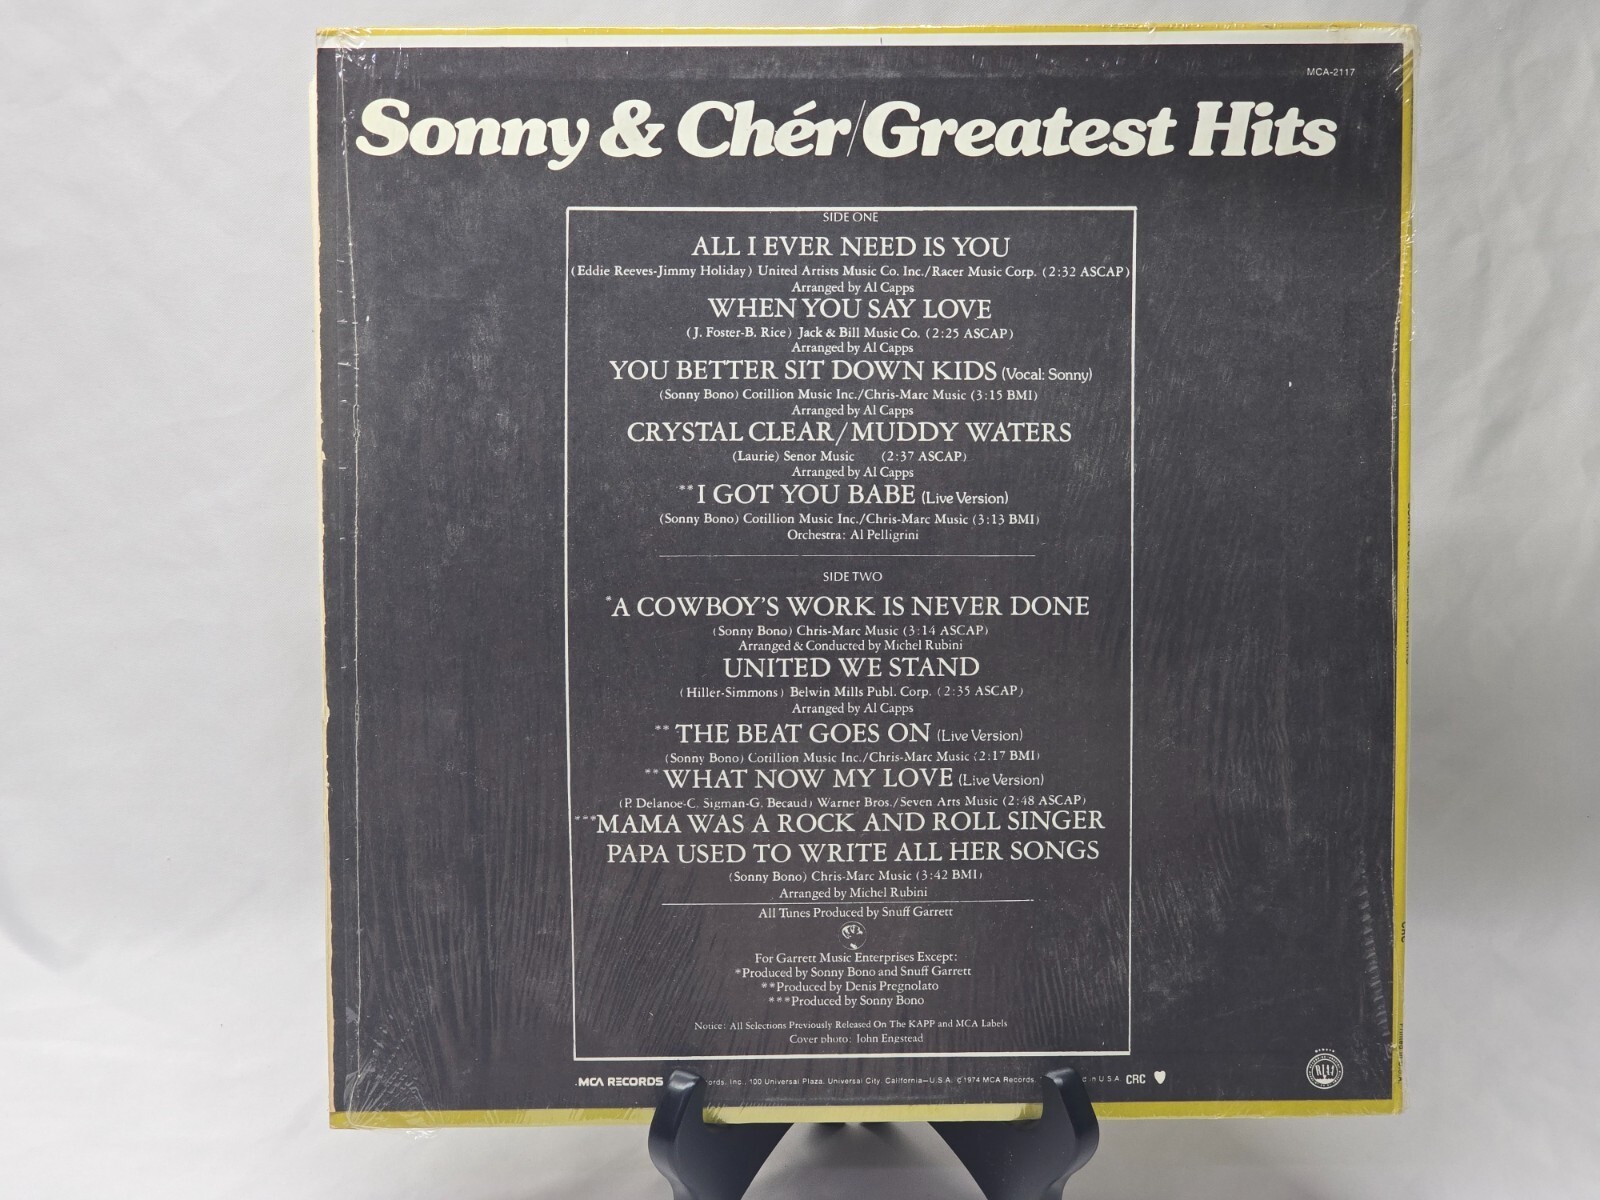 MCA-2117
Sonny & Chér/Greatest Hits
SIDE ONE
ALL I EVER NEED IS YOU
(Eddie Reeves-Jimmy Holiday) United Artists Music Co. Inc./Racer Music Corp. (2:32 ASCAP)
Arranged by Al Capps
WHEN YOU SAY LOVE
(J. Foster-B. Rice) Jack & Bill Music Co. (2:25 ASCAP)
Arranged by Al Capps
YOU BETTER SIT DOWN KIDS (Vocal: Sonny)
(Sonny Bono) Cotillion Music Inc./Chris-Marc Music (3:15 BMI)
Arranged by Al Capps
CRYSTAL CLEAR/MUDDY WATERS
(Laurie) Senor Music (2:37 ASCAP)
Arranged by Al Capps
**I GOT YOU BABE (Live Version)
(Sonny Bono) Cotillion Music Inc./Chris-Marc Music (3:13 BMI)
Orchestra: Al Pelligrini
SIDE TWO
*A COWBOY'S WORK IS NEVER DONE
(Sonny Bono) Chris-Marc Music (3:14 ASCAP)
Arranged & Conducted by Michel Rubini
UNITED WE STAND
(Hiller-Simmons) Belwin Mills Publ. Corp. (2:35 ASCAP)
Arranged by Al Capps
** THE BEAT GOES ON (Live Version)
(Sonny Bono) Cotillion Music Inc./Chris-Marc Music (2:17 BMI)
**WHAT NOW MY LOVE (Live Version)
(P. Delanoe-C. Sigman-G. Becaud) Warner Bros./Seven Arts Music (2:48 ASCAP)
***MAMA WAS A ROCK AND ROLL SINGER
PAPA USED TO WRITE ALL HER SONGS
(Sonny Bono) Chris-Marc Music (3:42 BMI)
Arranged by Michel Rubini
All Tunes Produced by Snuff Garrett
For Garrett Music Enterprises Except:
*Produced by Sonny Bono and Snuff Garrett
**Produced by Denis Pregnolato
***Produced by Sonny Bono
Notice: All Selections Previously Released On The KAPP and MCA Labels
Cover photo: John Engstead
MCA RECORDS Inc., 100 Universal Plaza, Universal City, California—U.S.A. ©1974 MCA Records, in U.S.A. CRC